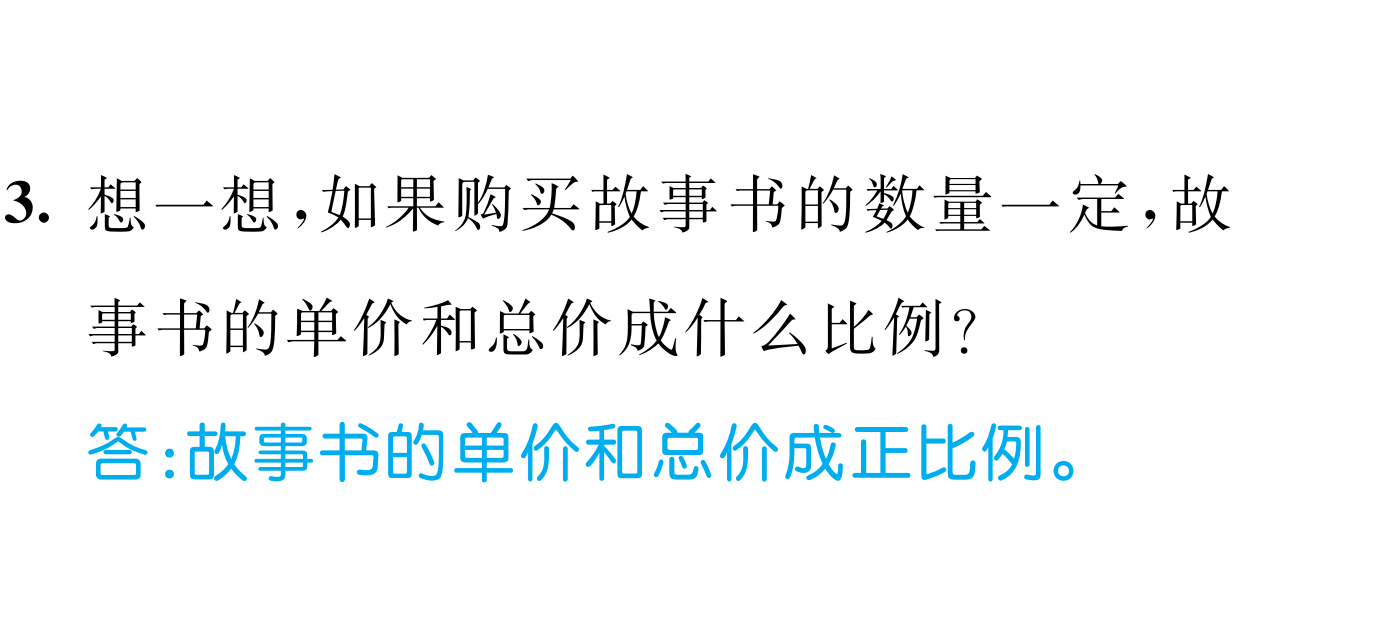 3. 想一想,如果购买故事书的数量一定,故
事书的单价和总价成什么比例?
答:故事书的单价和总价成正比例。